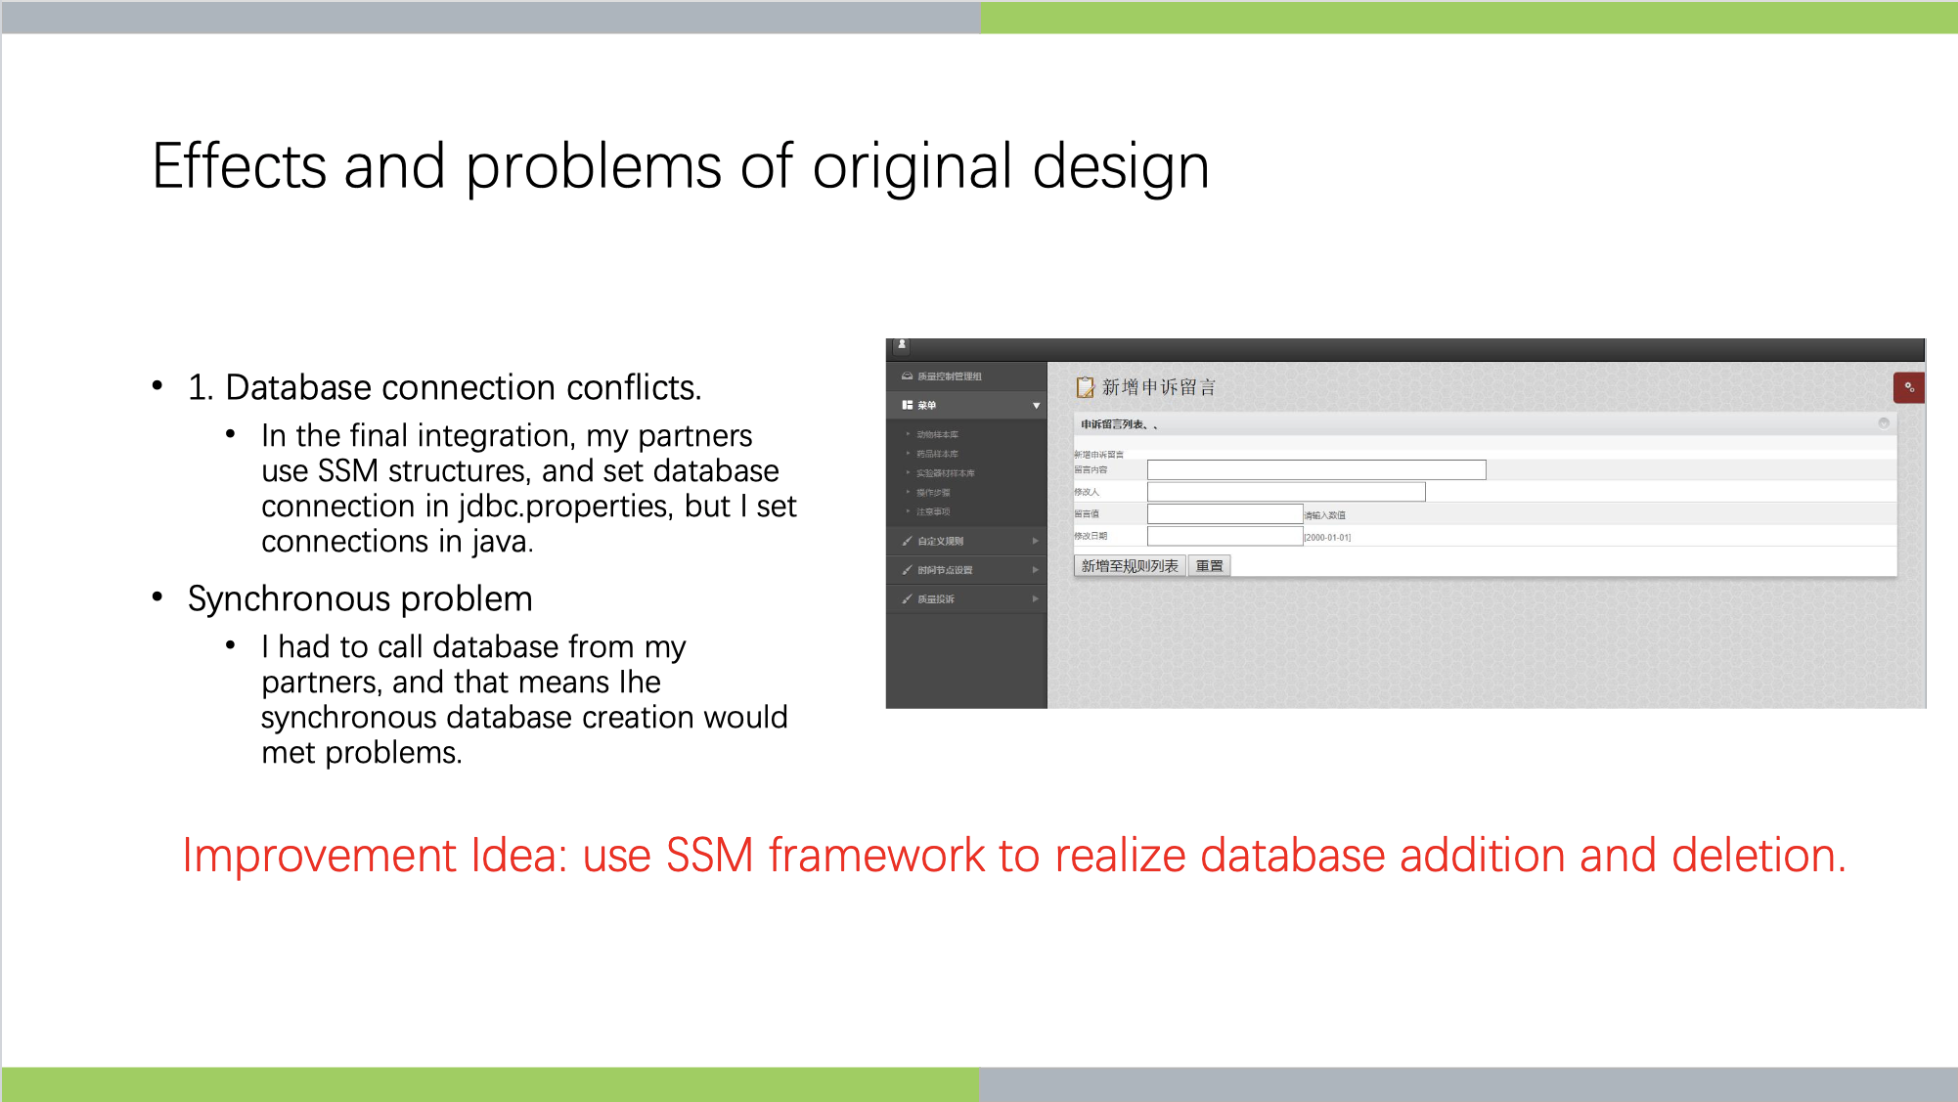 Effects and problems of original design
• 1. Database connection conflicts.
• In the final integration, my partners
use SSM structures, and set database
connection in jdbc.properties, but I set
connections in java.
• Synchronous problem
• I had to call database from my
partners, and that means Ihe
synchronous database creation would
met problems.
质量控制管理组
菜单
动物样本库
药品样本库
实验器材样本库
操作步骤
注意事项
自定义规则
时间节点设置
质量投诉
新增申诉留言
申诉留言列表、、
新增申诉留言
留言内容
修改人
留言值
请输入数值
修改日期
[2000-01-01]
新增至规则列表 重置
Improvement Idea: use SSM framework to realize database addition and deletion.